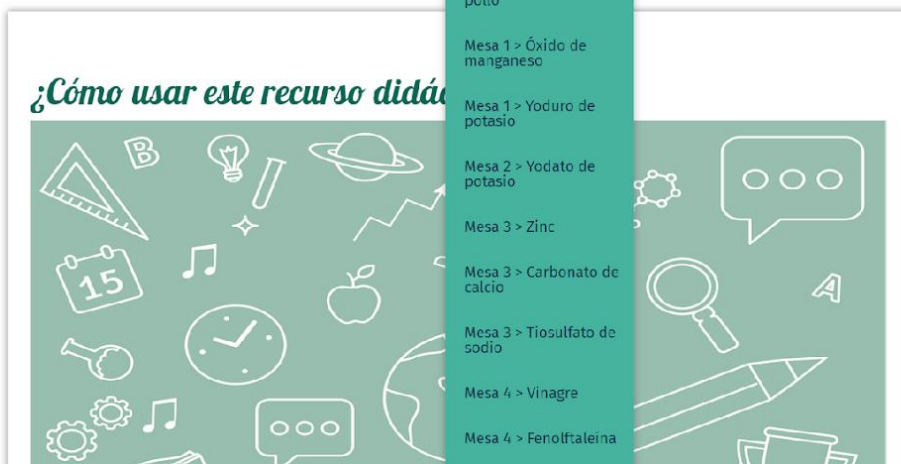 pollo
Mesa 1 > Óxido de
manganeso
¿Cómo usar este recurso didác
Mesa 1 > Yoduro de
potasio
B
Mesa 2 > Yodato de
potasio
Mesa 3 > Zinc
15
Mesa 3 > Carbonato de
calcio
A
Mesa 3 > Tiosulfato de
sodio
Mesa 4 > Vinagre
Mesa 4 > Fenolftaleína